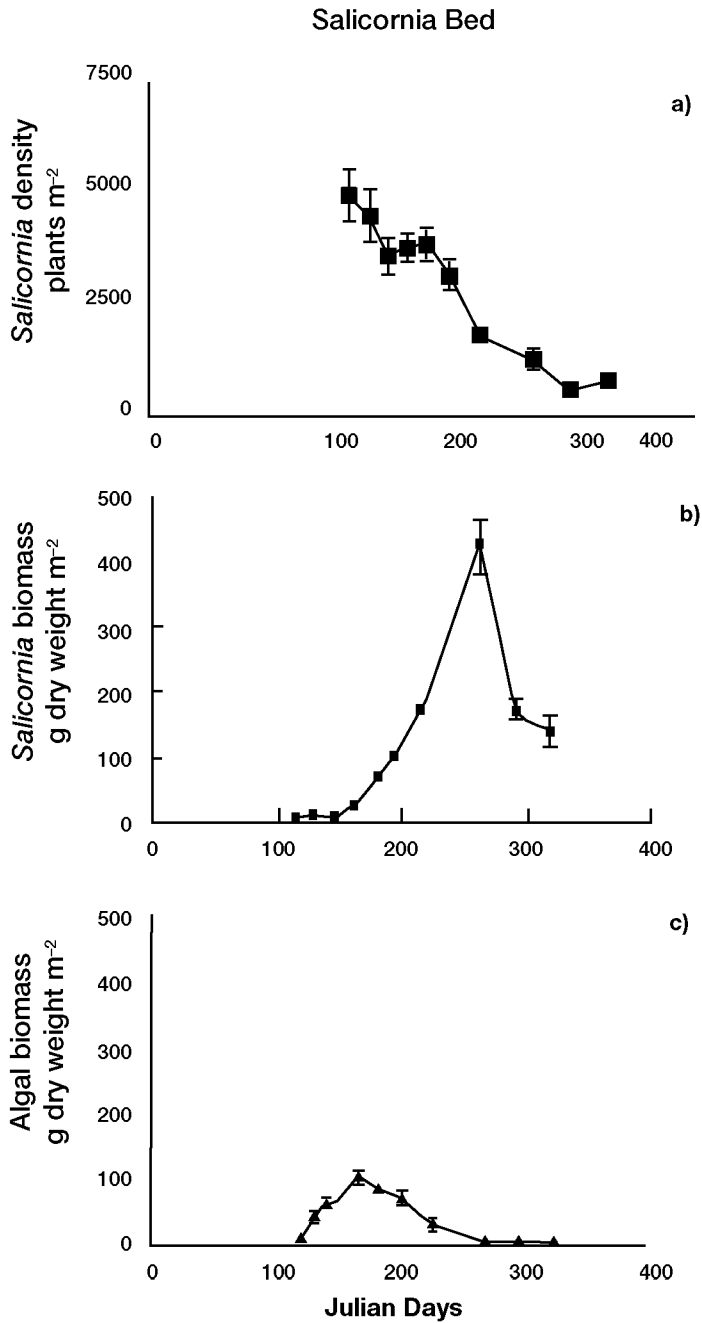 Salicornia Bed
a)
Salicornia density
plants m⁻²
7500
5000
2500
0
0 100 200 300 400
b)
Salicornia biomass
g dry weight m⁻²
500
400
300
200
100
0
0 100 200 300 400
c)
Algal biomass
g dry weight m⁻²
500
400
300
200
100
0
0 100 200 300 400
Julian Days